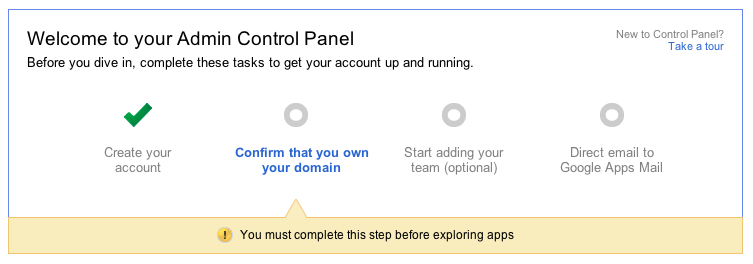 Welcome to your Admin Control Panel
New to Control Panel?
Take a tour
Before you dive in, complete these tasks to get your account up and running.
Create your
account
Confirm that you own
your domain
Start adding your
team (optional)
Direct email to
Google Apps Mail
You must complete this step before exploring apps